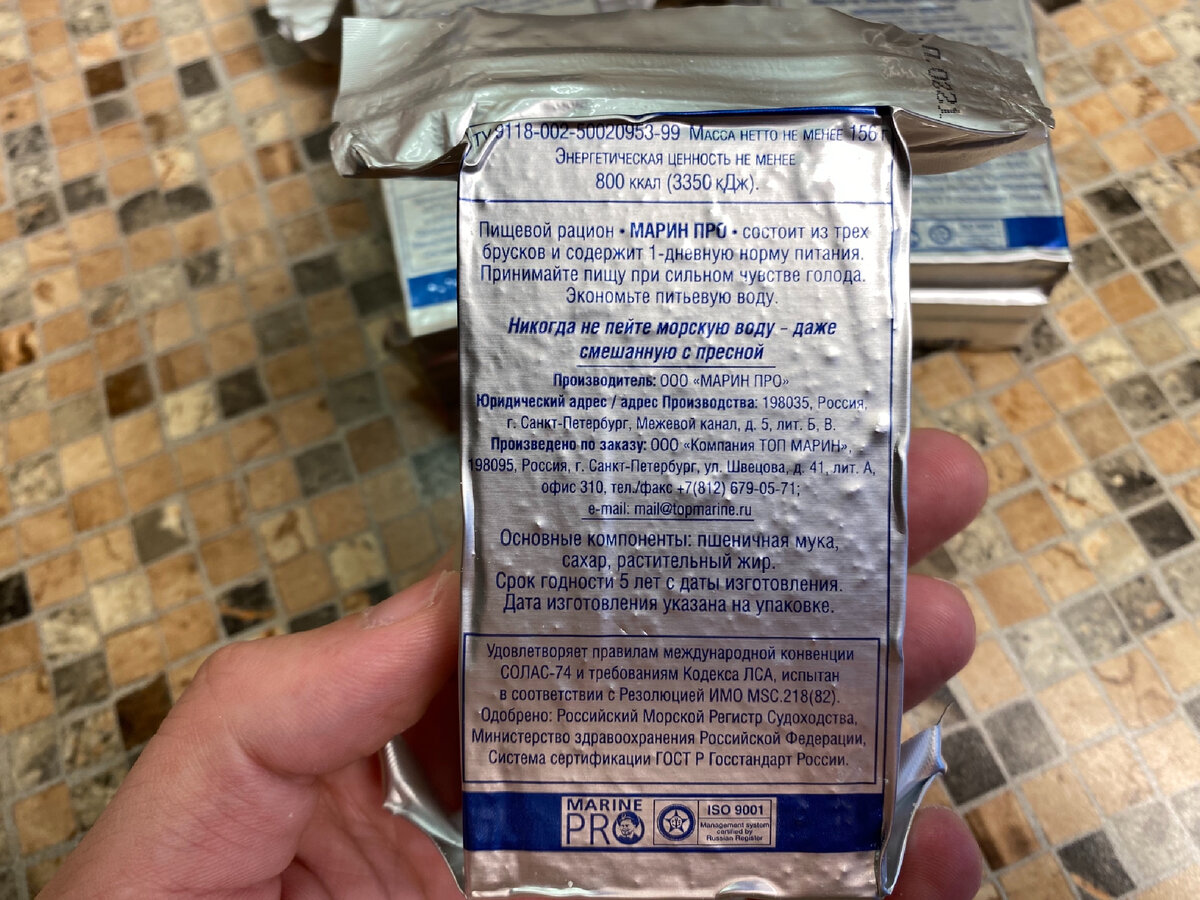 ТУ 9118-002-50020953-99 Масса нетто не менее 156 г
Энергетическая ценность не менее
800 ккал (3350 кДж).
Пищевой рацион • МАРИН ПРО • состоит из трех
брусков и содержит 1-дневную норму питания.
Принимайте пищу при сильном чувстве голода.
Экономьте питьевую воду.
Никогда не пейте морскую воду - даже
смешанную с пресной
Производитель: ООО «МАРИН ПРО»
Юридический адрес / адрес Производства: 198035, Россия,
г. Санкт-Петербург, Межевой канал, д. 5, лит. Б, В.
Произведено по заказу: ООО «Компания ТОП МАРИН»,
198095, Россия, г. Санкт-Петербург, ул. Швецова, д. 41, лит. А,
офис 310, тел./факс +7(812) 679-05-71;
e-mail: mail@topmarine.ru
Основные компоненты: пшеничная мука,
сахар, растительный жир.
Срок годности 5 лет с даты изготовления.
Дата изготовления указана на упаковке.
Удовлетворяет правилам международной конвенции
СОЛАС-74 и требованиям Кодекса ЛСА, испытан
в соответствии с Резолюцией ИМО MSC.218(82).
Одобрено: Российский Морской Регистр Судоходства,
Министерство здравоохранения Российской Федерации,
Система сертификации ГОСТ Р Госстандарт России.
MARINE
PRO
ISO 9001
Management system
certified by
Russian Register